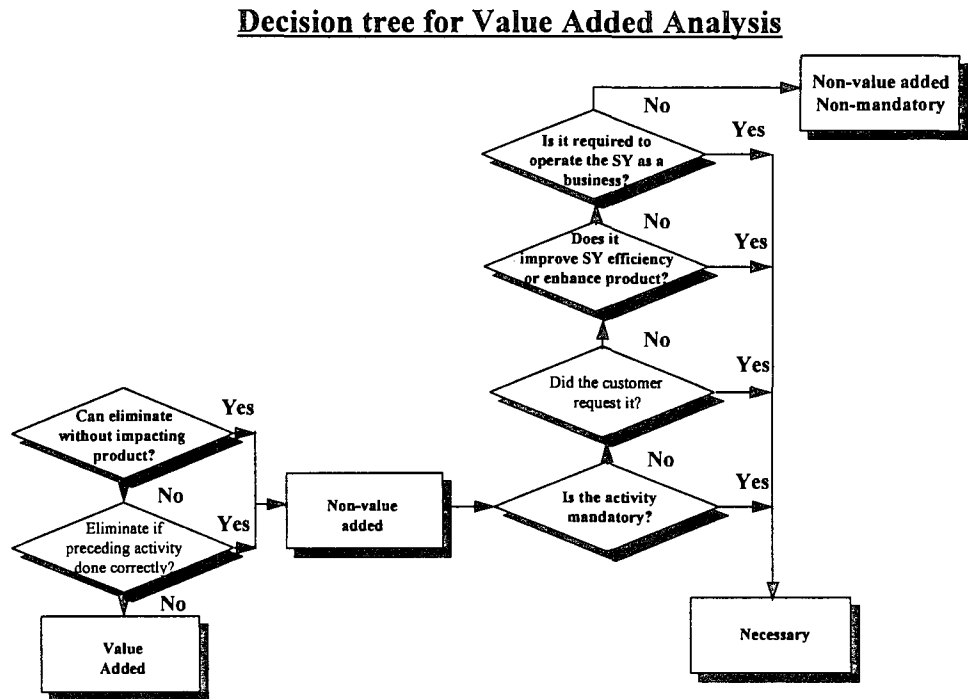 Decision tree for Value Added Analysis
Non-value added
Non-mandatory
No
Yes
Is it required to
operate the SY as a
business?
No
Yes
Does it
improve SY efficiency
or enhance product?
No
Yes
Did the customer
request it?
No
Yes
Is the activity
mandatory?
Can eliminate
without impacting
product?
Yes
No
Yes
Eliminate if
preceding activity
done correctly?
No
Non-value
added
Value
Added
Necessary